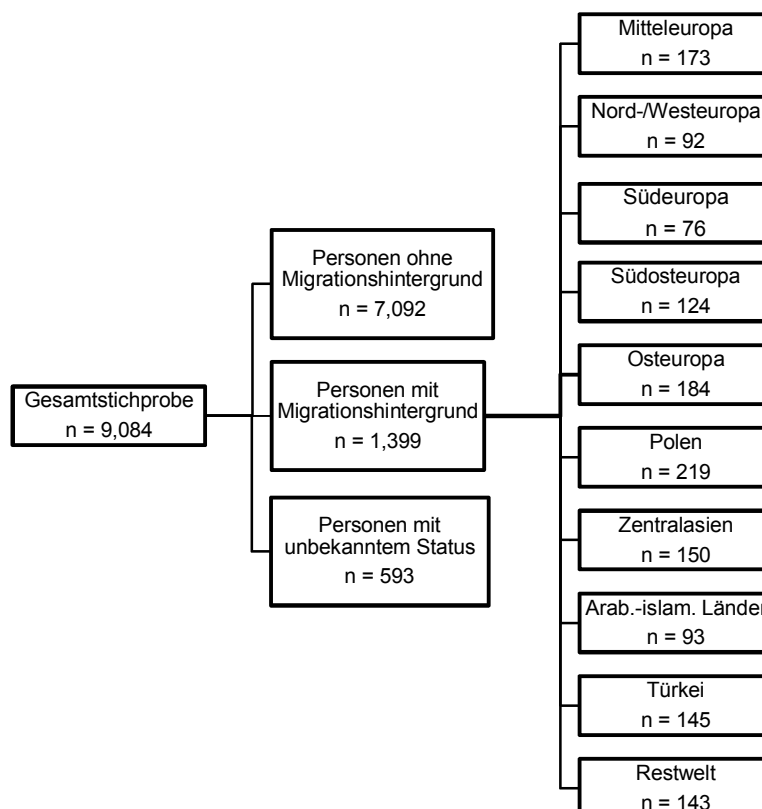 Gesamtstichprobe
n = 9,084
Personen ohne
Migrationshintergrund
n = 7,092
Personen mit
Migrationshintergrund
n = 1,399
Personen mit
unbekanntem Status
n = 593
Mitteleuropa
n = 173
Nord-/Westeuropa
n = 92
Südeuropa
n = 76
Südosteuropa
n = 124
Osteuropa
n = 184
Polen
n = 219
Zentralasien
n = 150
Arab.-islam. Länder
n = 93
Türkei
n = 145
Restwelt
n = 143